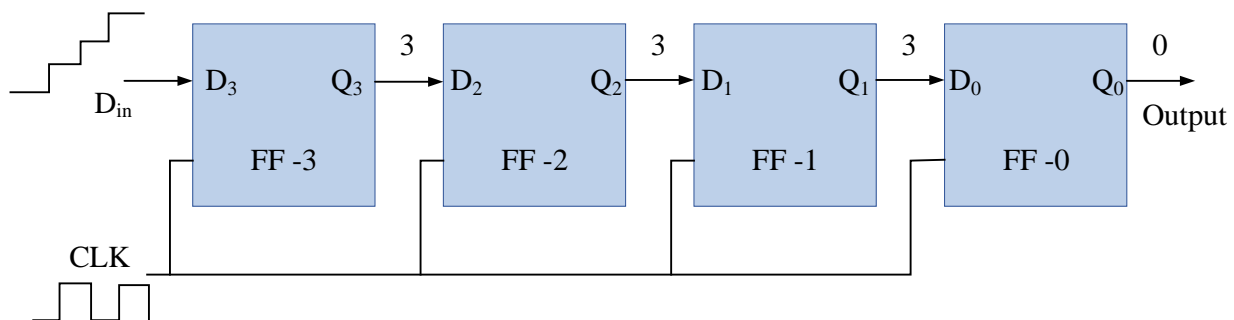 3 3 3 0
D₃ Q₃ D₂ Q₂ D₁ Q₁ D₀ Q₀
Dᵢₙ Output
FF -3 FF -2 FF -1 FF -0
CLK